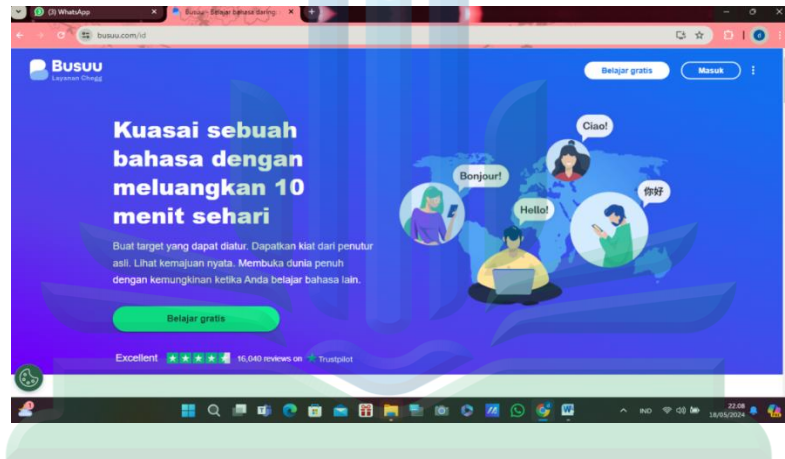 (3) WhatsApp
Busuu - Belajar bahasa daring:
busuu.com/id
Busuu
Layanan Chegg
Belajar gratis
Masuk
Kuasai sebuah
bahasa dengan
meluangkan 10
menit sehari
Ciao!
Bonjour!
你好
Hello!
Buat target yang dapat diatur. Dapatkan kiat dari penutur
asli. Lihat kemajuan nyata. Membuka dunia penuh
dengan kemungkinan ketika Anda belajar bahasa lain.
Belajar gratis
Excellent
16,040 reviews on Trustpilot
IND
22.08
18/05/2024